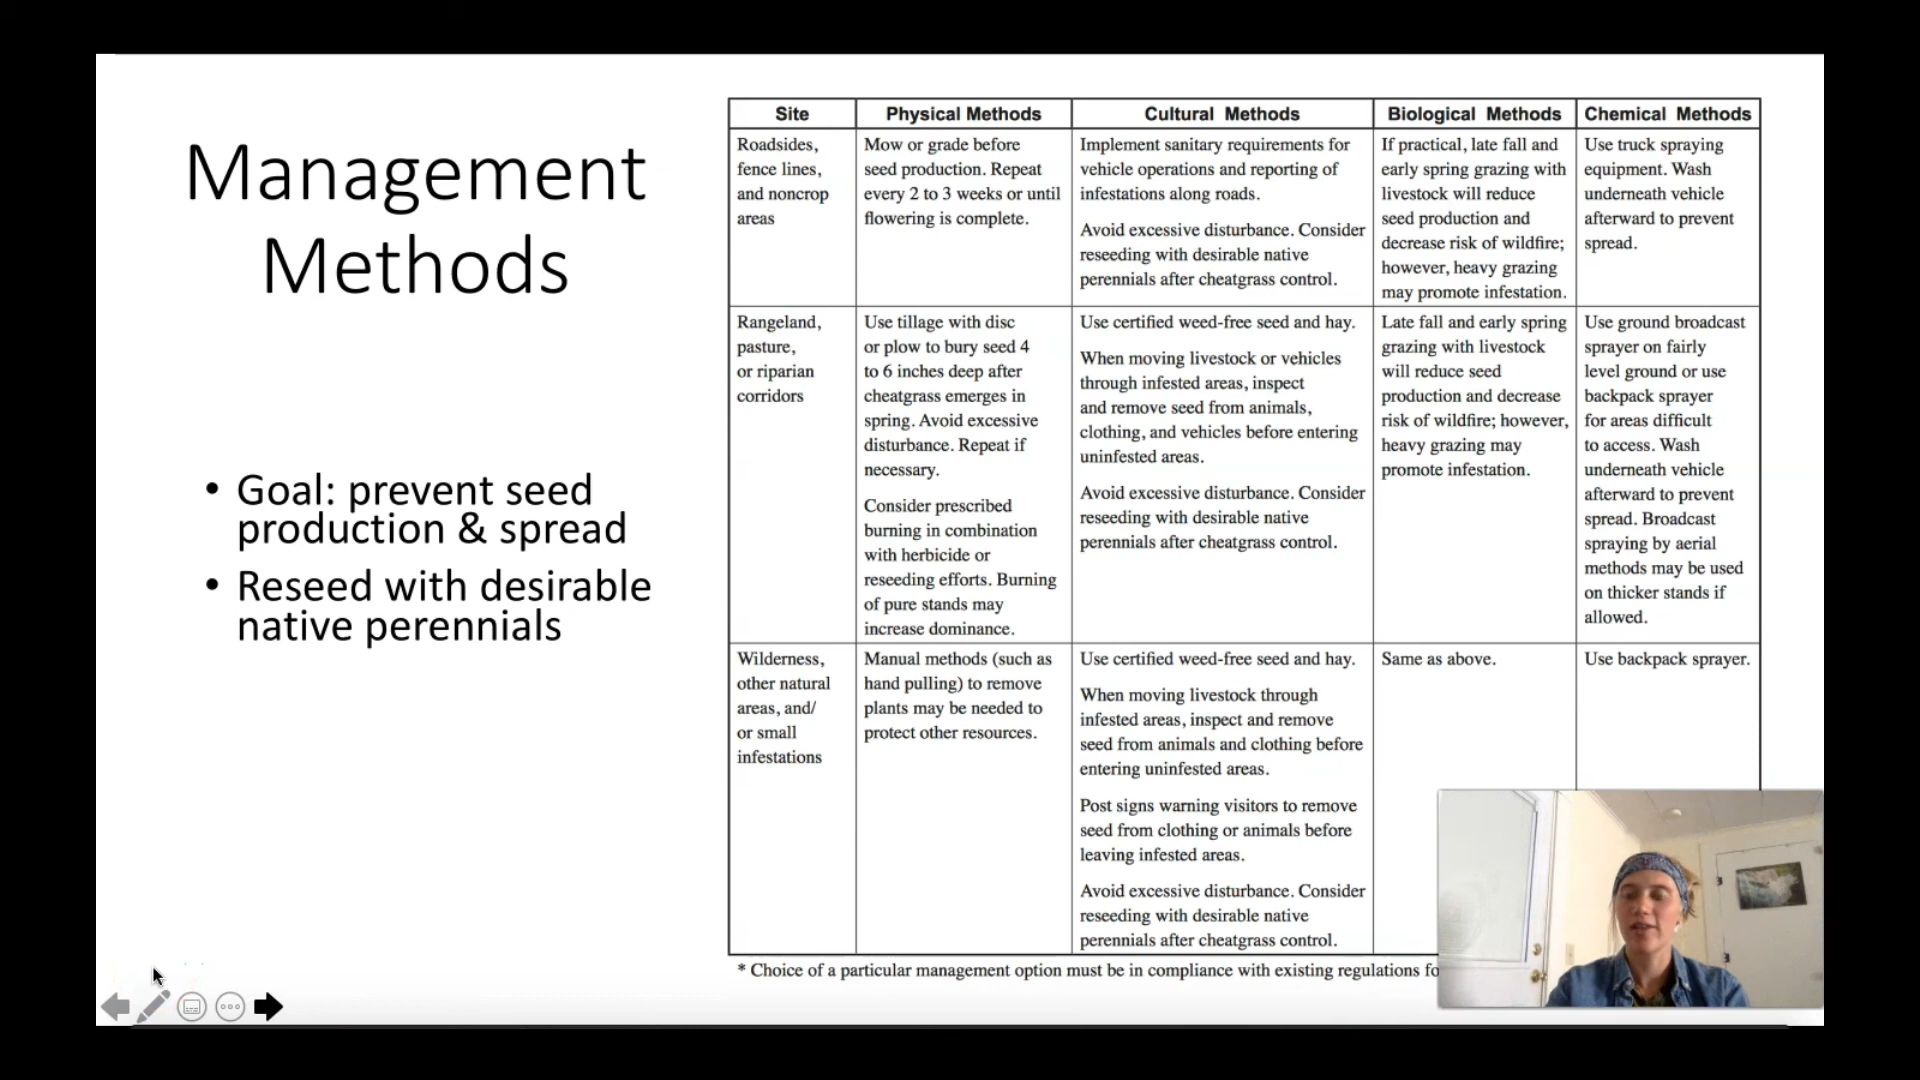 Management
Methods
• Goal: prevent seed
production & spread
• Reseed with desirable
native perennials
Site
Physical Methods
Cultural Methods
Biological Methods
Chemical Methods
Roadsides,
fence lines,
and noncrop
areas
Mow or grade before
seed production. Repeat
every 2 to 3 weeks or until
flowering is complete.
Implement sanitary requirements for
vehicle operations and reporting of
infestations along roads.
Avoid excessive disturbance. Consider
reseeding with desirable native
perennials after cheatgrass control.
If practical, late fall and
early spring grazing with
livestock will reduce
seed production and
decrease risk of wildfire;
however, heavy grazing
may promote infestation.
Use truck spraying
equipment. Wash
underneath vehicle
afterward to prevent
spread.
Rangeland,
pasture,
or riparian
corridors
Use tillage with disc
or plow to bury seed 4
to 6 inches deep after
cheatgrass emerges in
spring. Avoid excessive
disturbance. Repeat if
necessary.
Consider prescribed
burning in combination
with herbicide or
reseeding efforts. Burning
of pure stands may
increase dominance.
Use certified weed-free seed and hay.
When moving livestock or vehicles
through infested areas, inspect
and remove seed from animals,
clothing, and vehicles before entering
uninfested areas.
Avoid excessive disturbance. Consider
reseeding with desirable native
perennials after cheatgrass control.
Late fall and early spring
grazing with livestock
will reduce seed
production and decrease
risk of wildfire; however,
heavy grazing may
promote infestation.
Use ground broadcast
sprayer on fairly
level ground or use
backpack sprayer
for areas difficult
to access. Wash
underneath vehicle
afterward to prevent
spread. Broadcast
spraying by aerial
methods may be used
on thicker stands if
allowed.
Wilderness,
other natural
areas, and/
or small
infestations
Manual methods (such as
hand pulling) to remove
plants may be needed to
protect other resources.
Use certified weed-free seed and hay.
When moving livestock through
infested areas, inspect and remove
seed from animals and clothing before
entering uninfested areas.
Post signs warning visitors to remove
seed from clothing or animals before
leaving infested areas.
Avoid excessive disturbance. Consider
reseeding with desirable native
perennials after cheatgrass control.
Same as above.
Use backpack sprayer.
* Choice of a particular management option must be in compliance with existing regulations fo